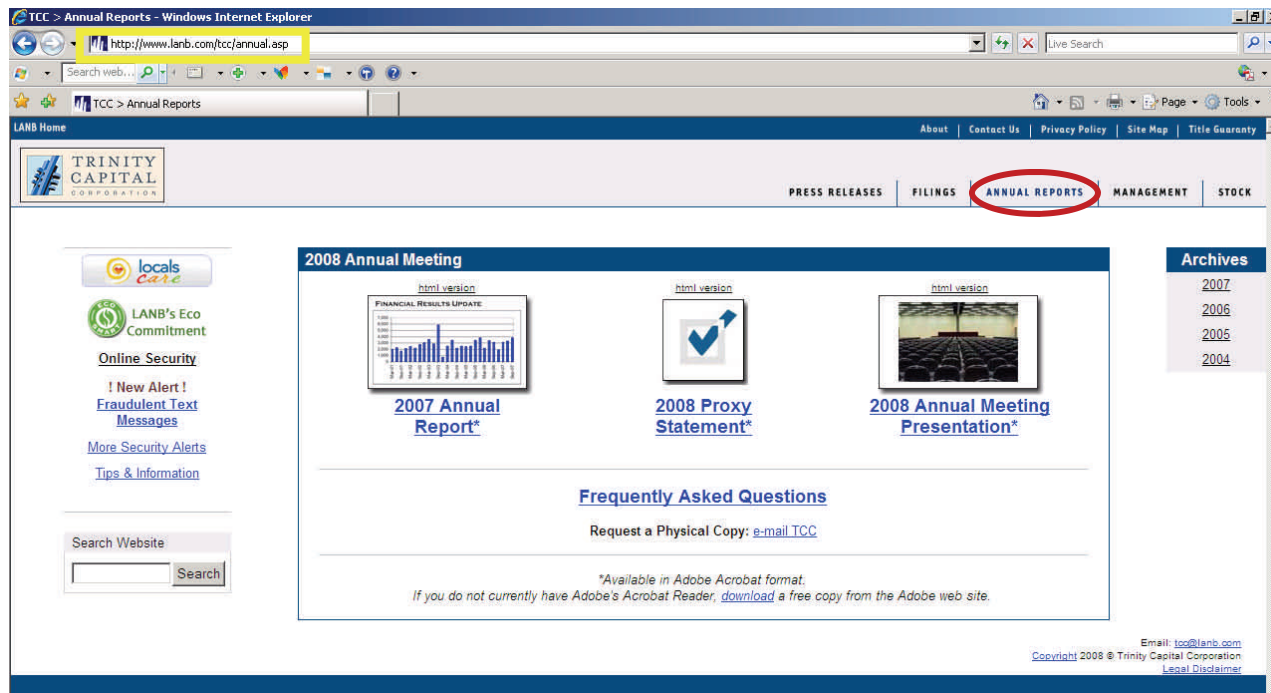 TCC > Annual Reports - Windows Internet Explorer
http://www.lanb.com/tcc/annual.asp
Live Search
Search web...
TCC > Annual Reports
Page
Tools
LANB Home
About | Contact Us | Privacy Policy | Site Map | Title Guaranty
TRINITY
CAPITAL
CORPORATION
PRESS RELEASES | FILINGS | ANNUAL REPORTS | MANAGEMENT | STOCK
locals
care
LANB's Eco
Commitment
Online Security
! New Alert !
Fraudulent Text
Messages
More Security Alerts
Tips & Information
Search Website
Search
2008 Annual Meeting
html version
FINANCIAL RESULTS UPDATE
2007 Annual
Report*
html version
2008 Proxy
Statement*
html version
2008 Annual Meeting
Presentation*
Frequently Asked Questions
Request a Physical Copy: e-mail TCC
*Available in Adobe Acrobat format.
If you do not currently have Adobe's Acrobat Reader, download a free copy from the Adobe web site.
Archives
2007
2006
2005
2004
Email: tcc@lanb.com
Copyright 2008 © Trinity Capital Corporation
Legal Disclaimer